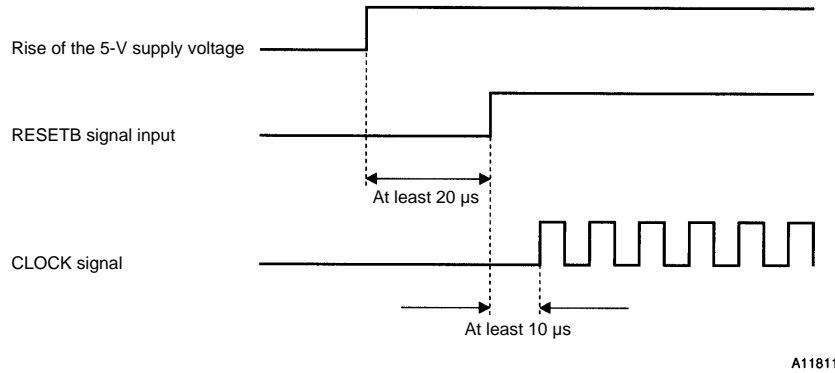 Rise of the 5-V supply voltage
RESETB signal input
At least 20 µs
CLOCK signal
At least 10 µs
A11811